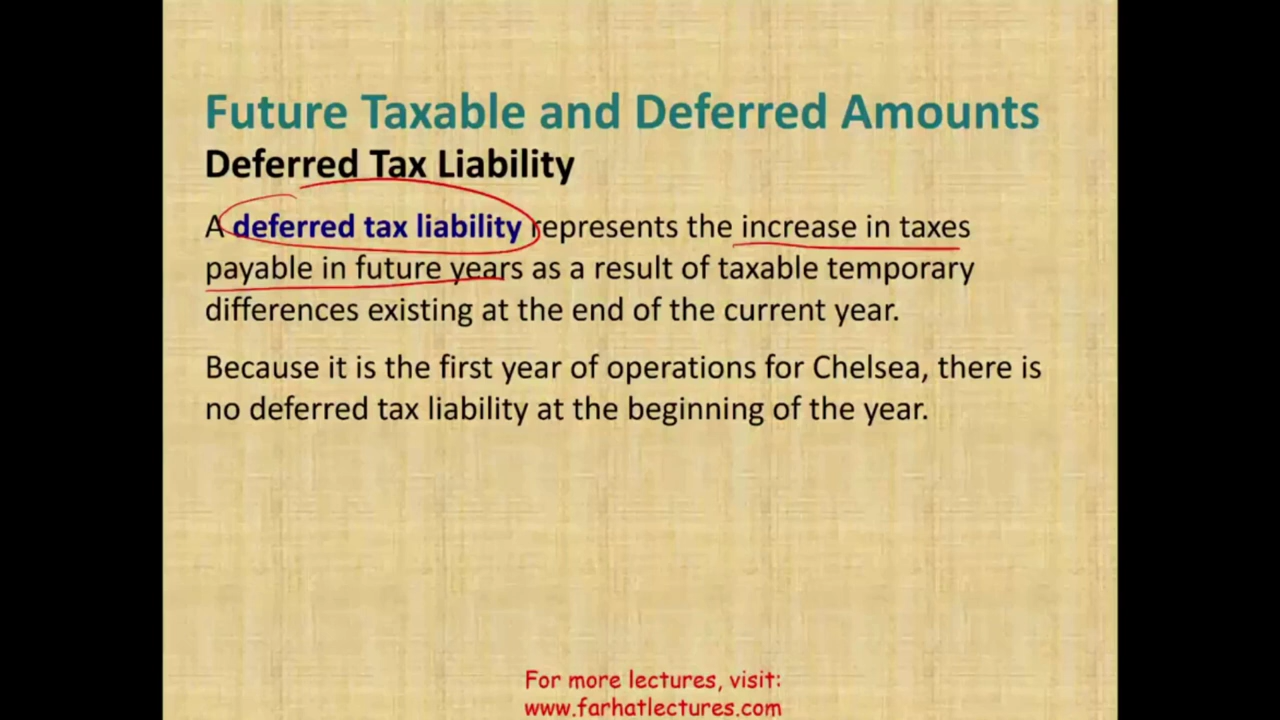 Future Taxable and Deferred Amounts
Deferred Tax Liability
A deferred tax liability represents the increase in taxes
payable in future years as a result of taxable temporary
differences existing at the end of the current year.
Because it is the first year of operations for Chelsea, there is
no deferred tax liability at the beginning of the year.
For more lectures, visit:
www.farhatlectures.com